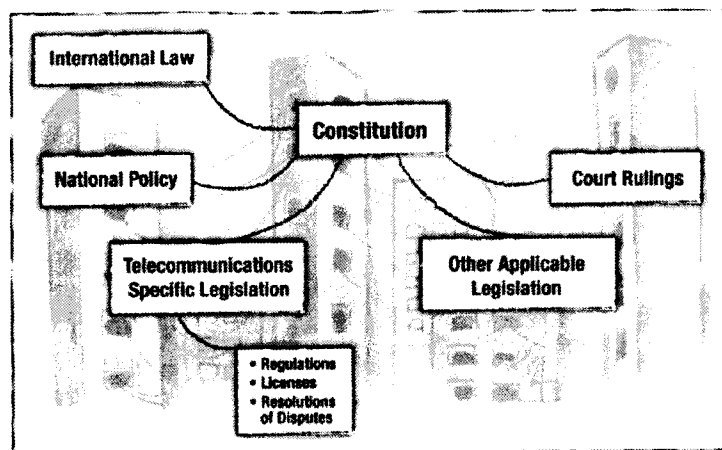 International Law
Constitution
National Policy
Court Rulings
Telecommunications
Specific Legislation
Other Applicable
Legislation
• Regulations
• Licenses
• Resolutions
of Disputes